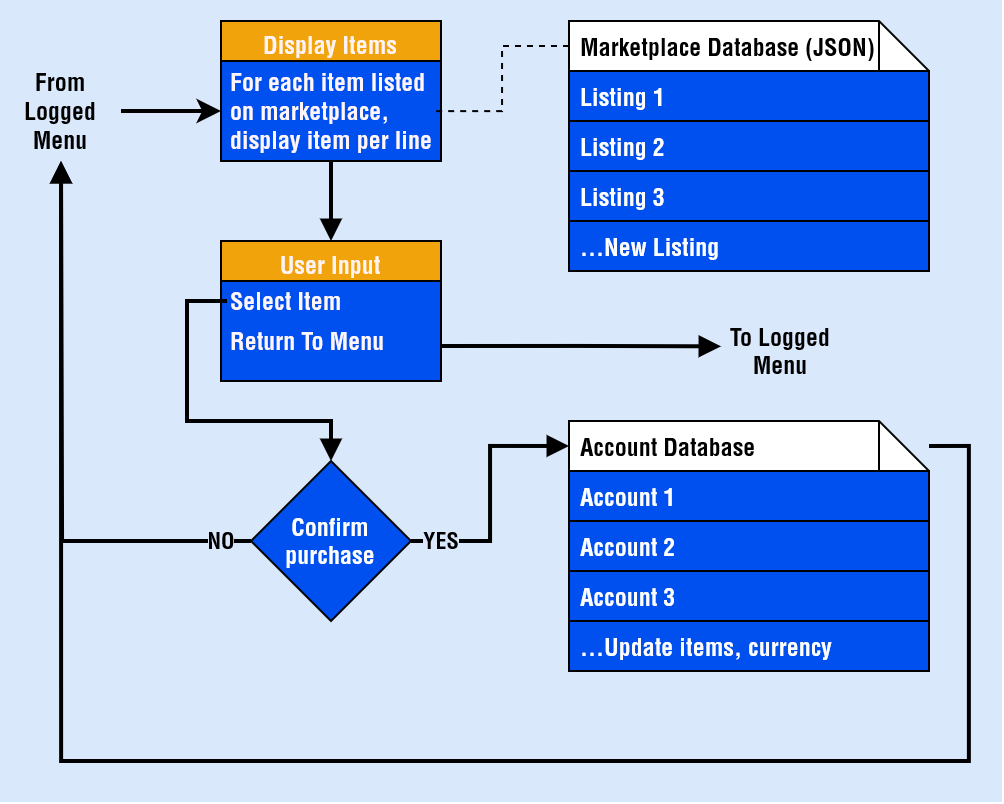 From
Logged
Menu
Display Items
For each item listed
on marketplace,
display item per line
Marketplace Database (JSON)
Listing 1
Listing 2
Listing 3
...New Listing
User Input
Select Item
Return To Menu
To Logged
Menu
Confirm
purchase
NO
YES
Account Database
Account 1
Account 2
Account 3
...Update items, currency